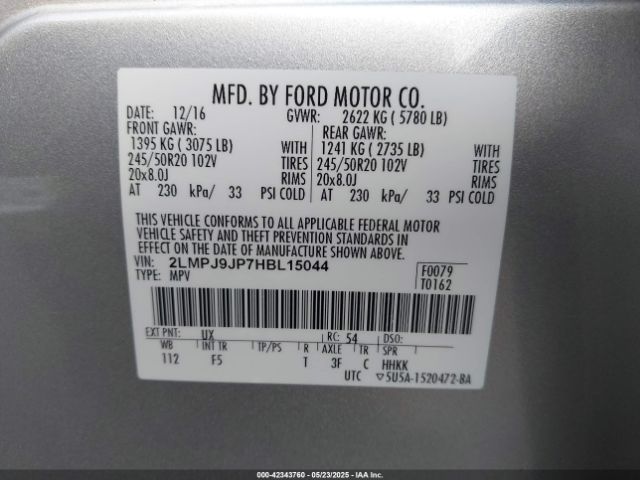 MFD. BY FORD MOTOR CO.
DATE: 12/16 GVWR: 2622 KG ( 5780 LB)
FRONT GAWR: REAR GAWR:
1395 KG ( 3075 LB) WITH 1241 KG ( 2735 LB) WITH
245/50R20 102V TIRES 245/50R20 102V TIRES
20x8.0J RIMS 20x8.0J RIMS
AT 230 kPa/ 33 PSI COLD AT 230 kPa/ 33 PSI COLD
THIS VEHICLE CONFORMS TO ALL APPLICABLE FEDERAL MOTOR
VEHICLE SAFETY AND THEFT PREVENTION STANDARDS IN
EFFECT ON THE DATE OF MANUFACTURE SHOWN ABOVE.
VIN: 2LMPJ9JP7HBL15044 F0079
TYPE: MPV T0162
EXT PNT: UX RC: 54 DSO:
WB INT TR TP/PS R AXLE TR SPR
112 F5 T 3F C HHKK
UTC ▽5U5A-1520472-BA
000-42343760 - 05/23/2025 - IAA Inc.